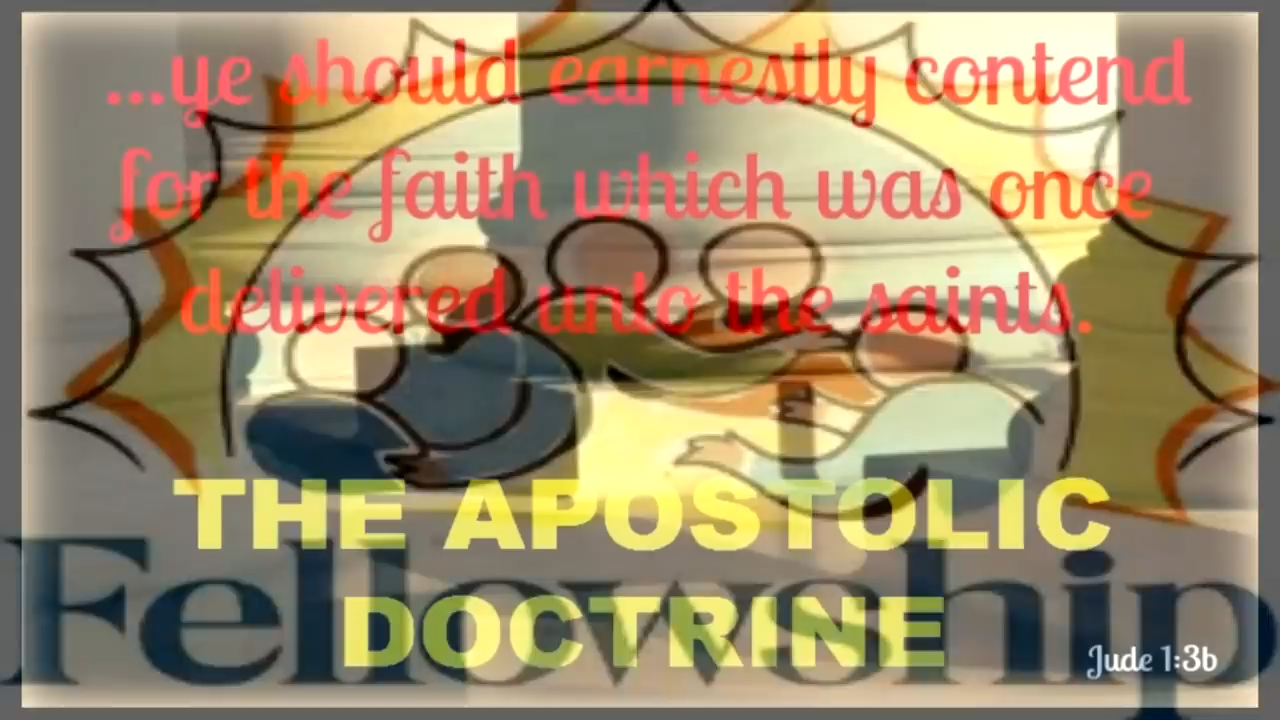 ...ye should earnestly contend
for the faith which was once
delivered unto the saints.
THE APOSTOLIC
Fellowship
DOCTRINE
Jude 1:3b